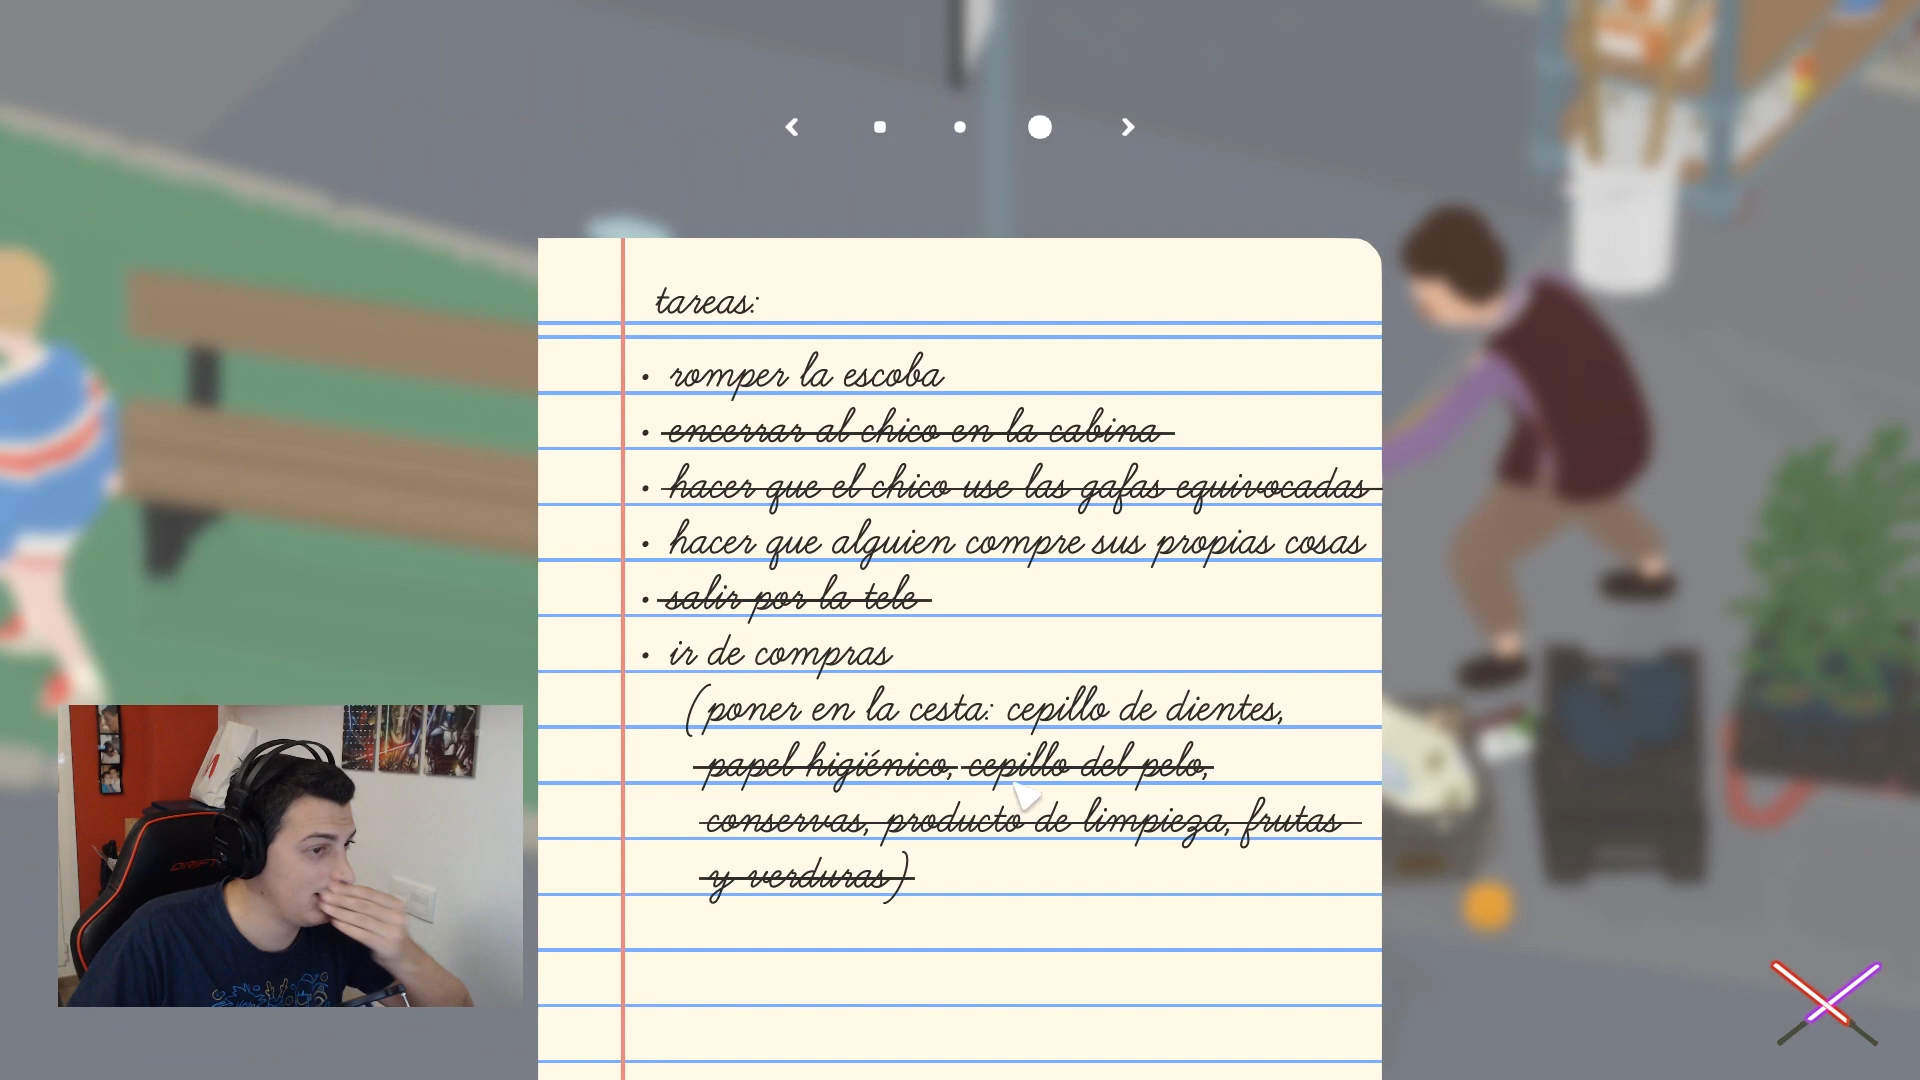 tareas:
• romper la escoba
• encerrar al chico en la cabina
• hacer que el chico use las gafas equivocadas
• hacer que alguien compre sus propias cosas
• salir por la tele
• ir de compras
(poner en la cesta: cepillo de dientes,
papel higiénico, cepillo del pelo,
conservas, producto de limpieza, frutas
y verduras)